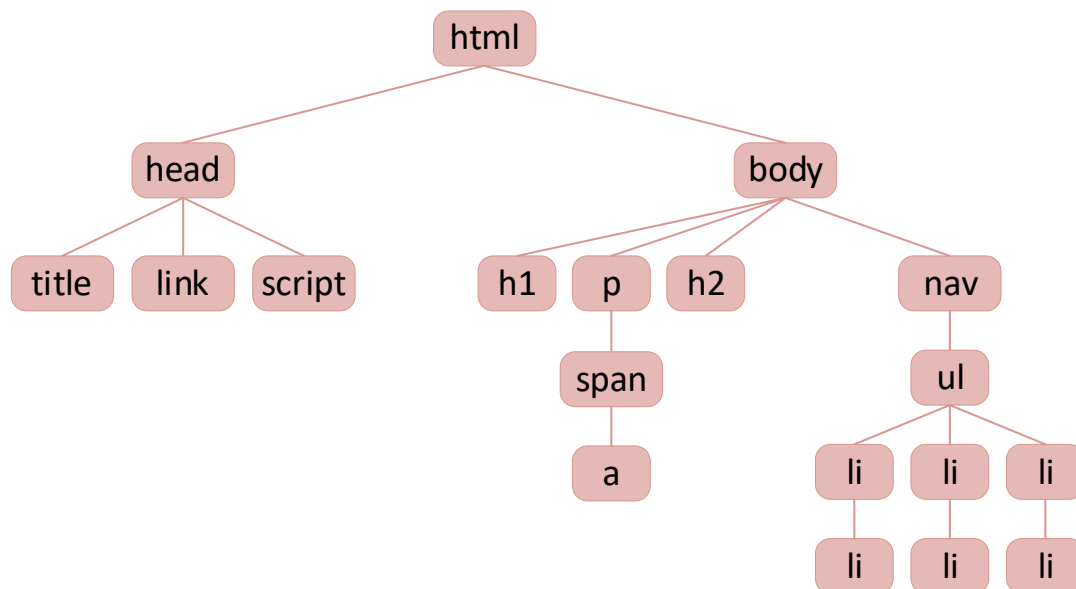 html
head
body
title
link
script
h1
p
h2
nav
span
ul
a
li
li
li
li
li
li